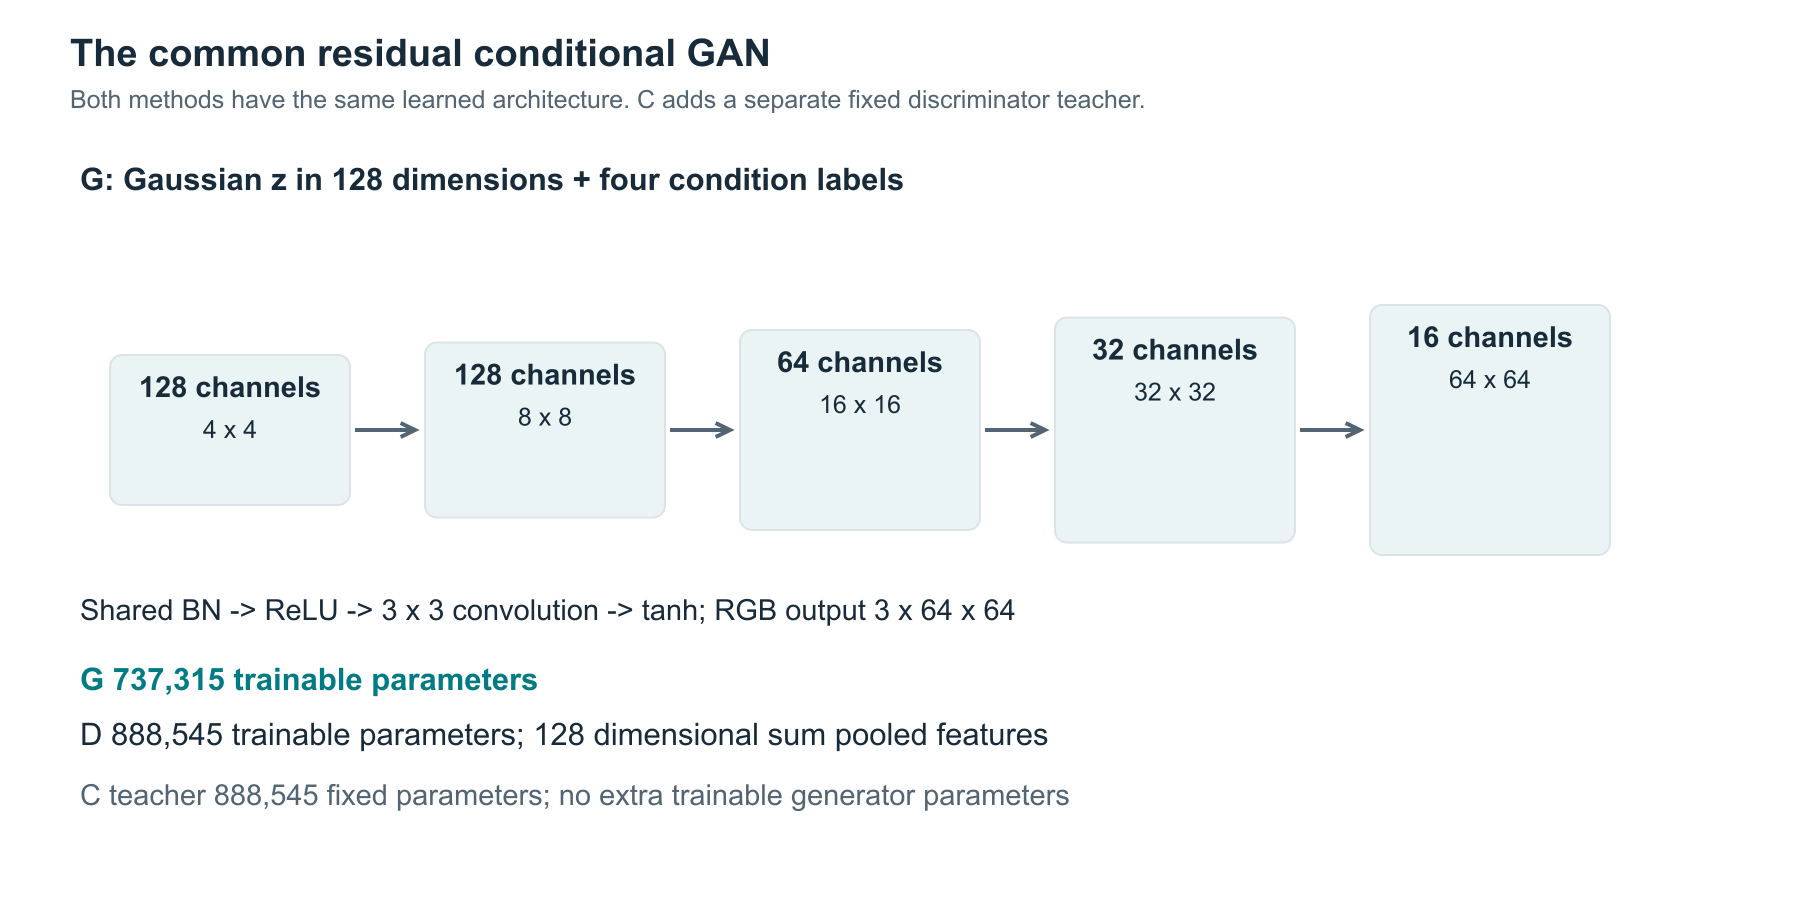 The common residual conditional GAN
Both methods have the same learned architecture. C adds a separate fixed discriminator teacher.
G: Gaussian z in 128 dimensions + four condition labels
128 channels
4 x 4
128 channels
8 x 8
64 channels
16 x 16
32 channels
32 x 32
16 channels
64 x 64
Shared BN -> ReLU -> 3 x 3 convolution -> tanh; RGB output 3 x 64 x 64
G 737,315 trainable parameters
D 888,545 trainable parameters; 128 dimensional sum pooled features
C teacher 888,545 fixed parameters; no extra trainable generator parameters